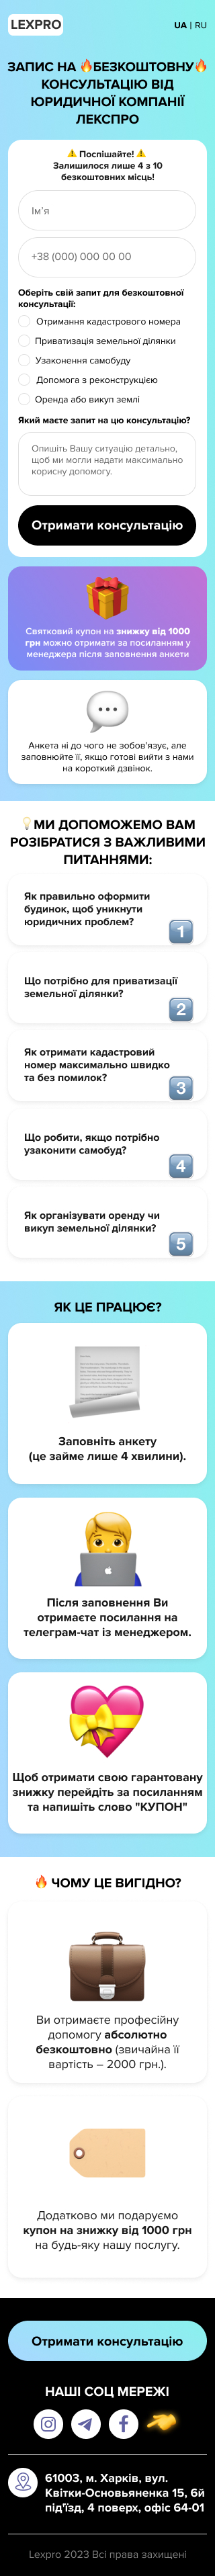 LEXPRO
UA | RU
ЗАПИС НА 🔥БЕЗКОШТОВНУ🔥
КОНСУЛЬТАЦІЮ ВІД
ЮРИДИЧНОЇ КОМПАНІЇ
ЛЕКСПРО
⚠️ Поспішайте! ⚠️
Залишилося лише 4 з 10
безкоштовних місць!
Ім'я
+38 (000) 000 00 00
Оберіть свій запит для безкоштовної
консультації:
Отримання кадастрового номера
Приватизація земельної ділянки
Узаконення самобуду
Допомога з реконструкцією
Оренда або викуп землі
Який маєте запит на цю консультацію?
Опишіть Вашу ситуацію детально,
щоб ми могли надати максимально
корисну допомогу.
Отримати консультацію
Святковий купон на знижку від 1000
грн можно отримати за посиланням у
менеджера після заповнення анкети
Анкета ні до чого не зобов'язує, але
заповнюйте її, якщо готові вийти з нами
на короткий дзвінок.
💡МИ ДОПОМОЖЕМО ВАМ
РОЗІБРАТИСЯ З ВАЖЛИВИМИ
ПИТАННЯМИ:
Як правильно оформити
будинок, щоб уникнути
юридичних проблем?
1
Що потрібно для приватизації
земельної ділянки?
2
Як отримати кадастровий
номер максимально швидко
та без помилок?
3
Що робити, якщо потрібно
узаконити самобуд?
4
Як організувати оренду чи
викуп земельної ділянки?
5
ЯК ЦЕ ПРАЦЮЄ?
Заповніть анкету
(це займе лише 4 хвилини).
Після заповнення Ви
отримаєте посилання на
телеграм-чат із менеджером.
Щоб отримати свою гарантовану
знижку перейдіть за посиланням
та напишіть слово "КУПОН"
🔥 ЧОМУ ЦЕ ВИГІДНО?
Ви отримаєте професійну
допомогу абсолютно
безкоштовно (звичайна її
вартість – 2000 грн.).
Додатково ми подаруємо
купон на знижку від 1000 грн
на будь-яку нашу послугу.
Отримати консультацію
НАШІ СОЦ МЕРЕЖІ
61003, м. Харків, вул.
Квітки-Основьяненка 15, 6й
під'їзд, 4 поверх, офіс 64-01
Lexpro 2023 Всі права захищені